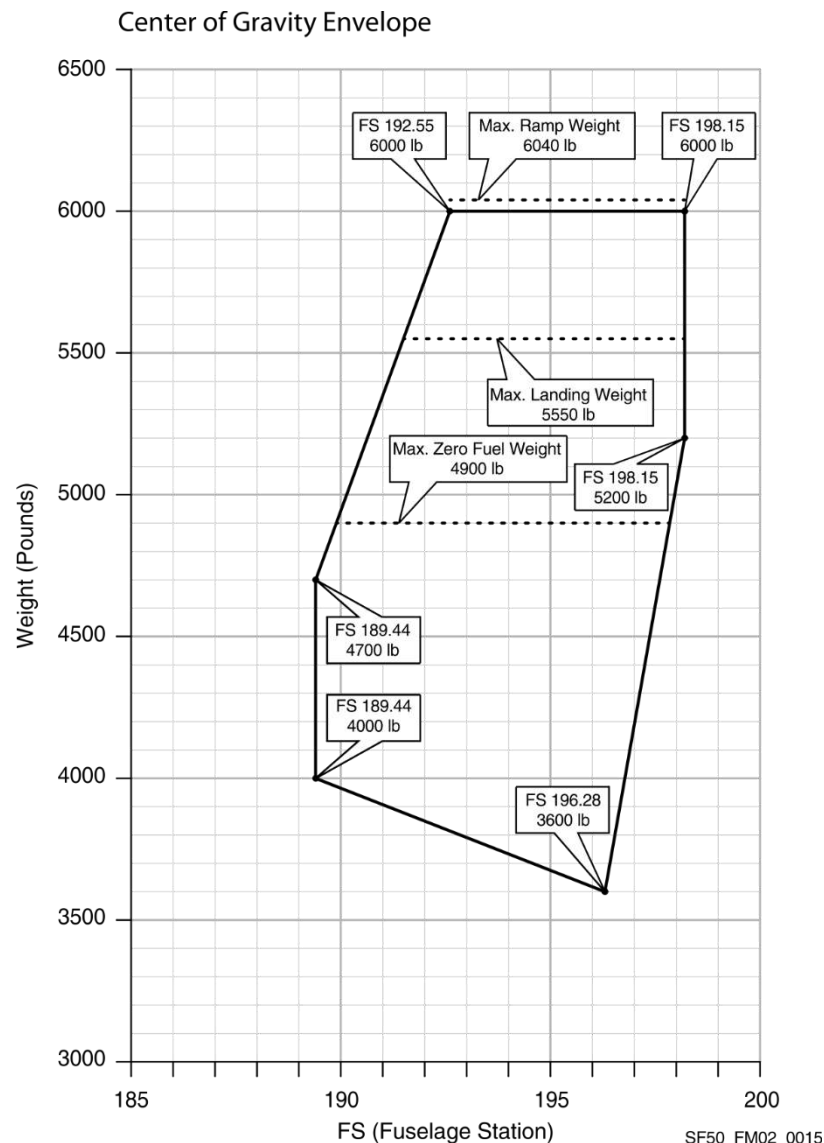 Center of Gravity Envelope
6500
FS 192.55
6000 lb
Max. Ramp Weight
6040 lb
FS 198.15
6000 lb
6000
5500
Max. Landing Weight
5550 lb
Max. Zero Fuel Weight
4900 lb
FS 198.15
5200 lb
5000
Weight (Pounds)
FS 189.44
4700 lb
4500
FS 189.44
4000 lb
4000
FS 196.28
3600 lb
3500
3000
185
190
195
200
FS (Fuselage Station)
SF50_FM02_0015